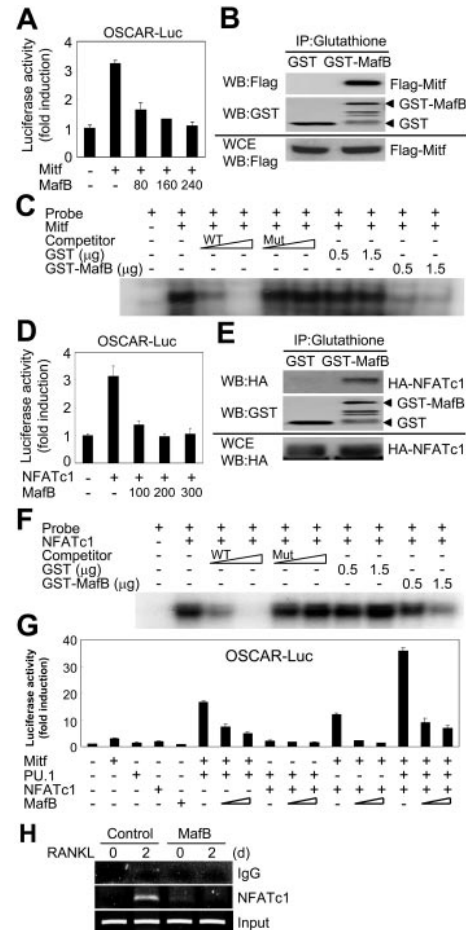 A
OSCAR-Luc
Luciferase activity
(fold induction)
4
3
2
1
0
Mitf - + + + +
MafB - - 80 160 240
B
IP:Glutathione
GST GST-MafB
WB:Flag
Flag-Mitf
WB:GST
GST-MafB
GST
WCE
WB:Flag
Flag-Mitf
C
Probe + + + + + + + + + +
Mitf - + + + + + + + + +
Competitor - - WT Mut - - - -
GST (μg) - - - - - - 0.5 1.5 - -
GST-MafB (μg) - - - - - - - - 0.5 1.5
D
OSCAR-Luc
Luciferase activity
(fold induction)
4
3
2
1
0
NFATc1 - + + + +
MafB - - 100 200 300
E
IP:Glutathione
GST GST-MafB
WB:HA
HA-NFATc1
WB:GST
GST-MafB
GST
WCE
WB:HA
HA-NFATc1
F
Probe + + + + + + + + + +
NFATc1 - + + + + + + + + +
Competitor - - WT Mut - - - -
GST (μg) - - - - - - 0.5 1.5 - -
GST-MafB (μg) - - - - - - - - 0.5 1.5
G
OSCAR-Luc
Luciferase activity
(fold induction)
40
30
20
10
0
Mitf - + - - - + + + - - - + + + + + +
PU.1 - - + - - + + + + + + - - - + + +
NFATc1 - - - + - - - - + + + + + + + + +
MafB - - - - + - - - -
H
Control MafB
RANKL 0 2 0 2 (d)
IgG
NFATc1
Input